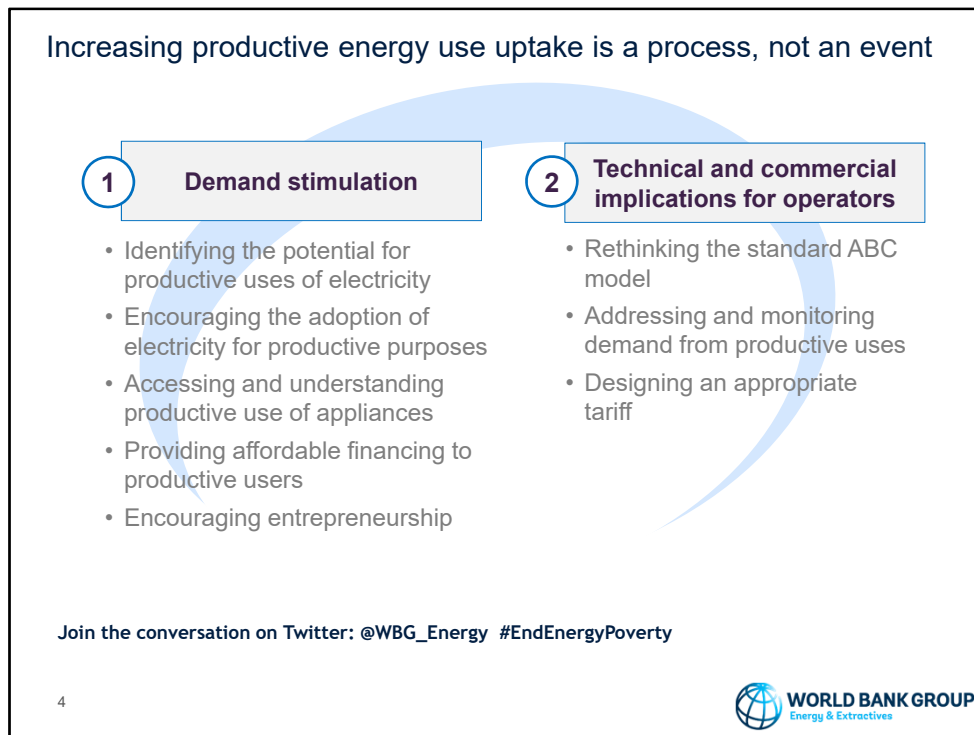 Increasing productive energy use uptake is a process, not an event
1
Demand stimulation
• Identifying the potential for
productive uses of electricity
• Encouraging the adoption of
electricity for productive purposes
• Accessing and understanding
productive use of appliances
• Providing affordable financing to
productive users
• Encouraging entrepreneurship
2
Technical and commercial
implications for operators
• Rethinking the standard ABC
model
• Addressing and monitoring
demand from productive uses
• Designing an appropriate
tariff
Join the conversation on Twitter: @WBG_Energy #EndEnergyPoverty
4
WORLD BANK GROUP
Energy & Extractives